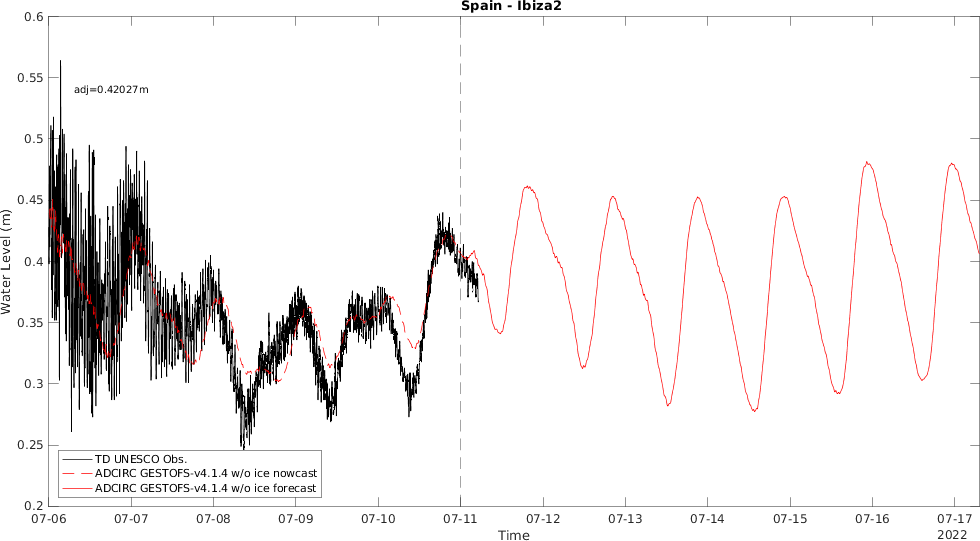 Spain - Ibiza2
0.6
0.55
adj=0.42027m
0.5
0.45
0.4
0.35
0.3
0.25
0.2
Water Level (m)
TD UNESCO Obs.
ADCIRC GESTOFS-v4.1.4 w/o ice nowcast
ADCIRC GESTOFS-v4.1.4 w/o ice forecast
07-06 07-07 07-08 07-09 07-10 07-11 07-12 07-13 07-14 07-15 07-16 07-17
Time
2022